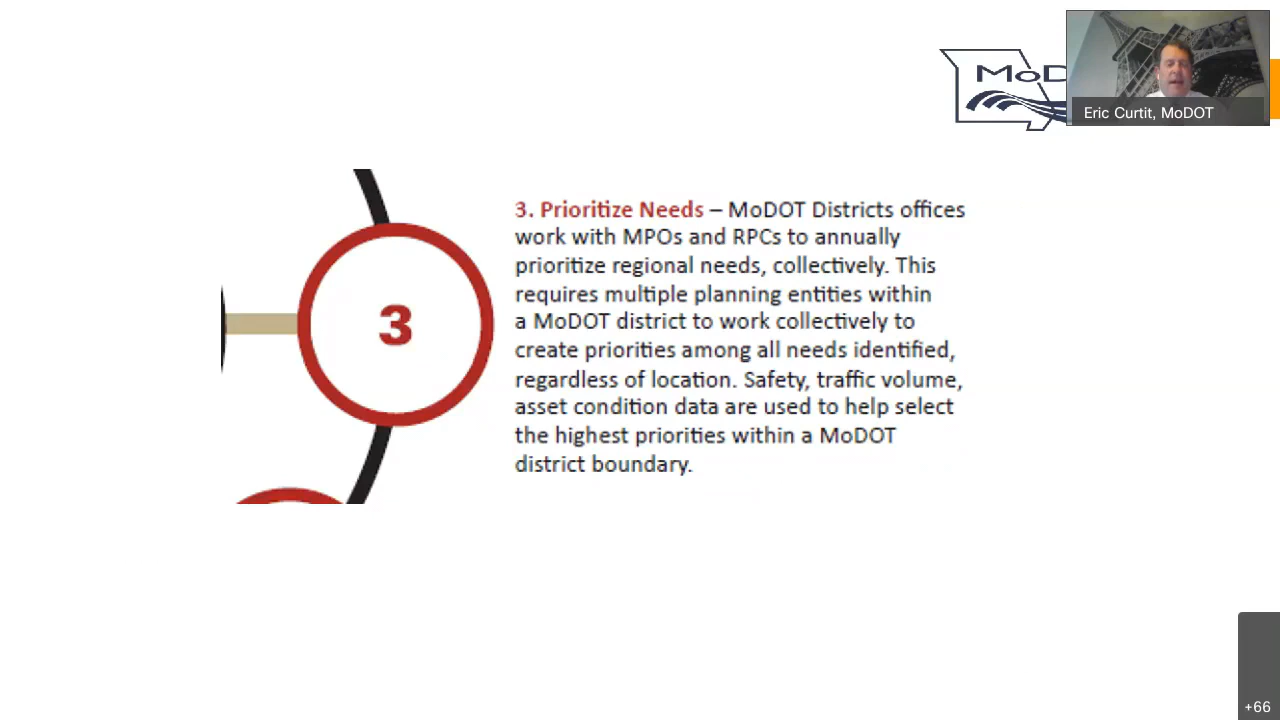 MoD
Eric Curtit, MoDOT
3
3. Prioritize Needs – MoDOT Districts offices
work with MPOs and RPCs to annually
prioritize regional needs, collectively. This
requires multiple planning entities within
a MoDOT district to work collectively to
create priorities among all needs identified,
regardless of location. Safety, traffic volume,
asset condition data are used to help select
the highest priorities within a MoDOT
district boundary.
+66